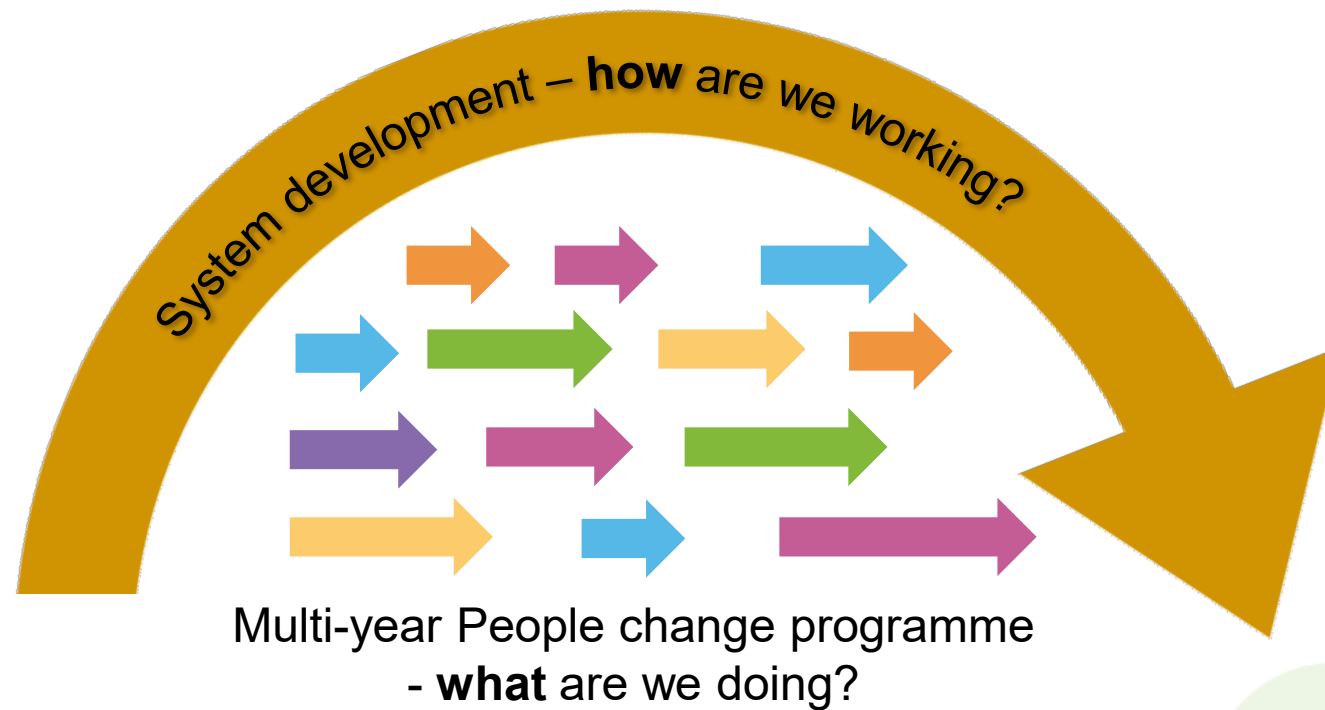 System development – how are we working?
Multi-year People change programme
- what are we doing?